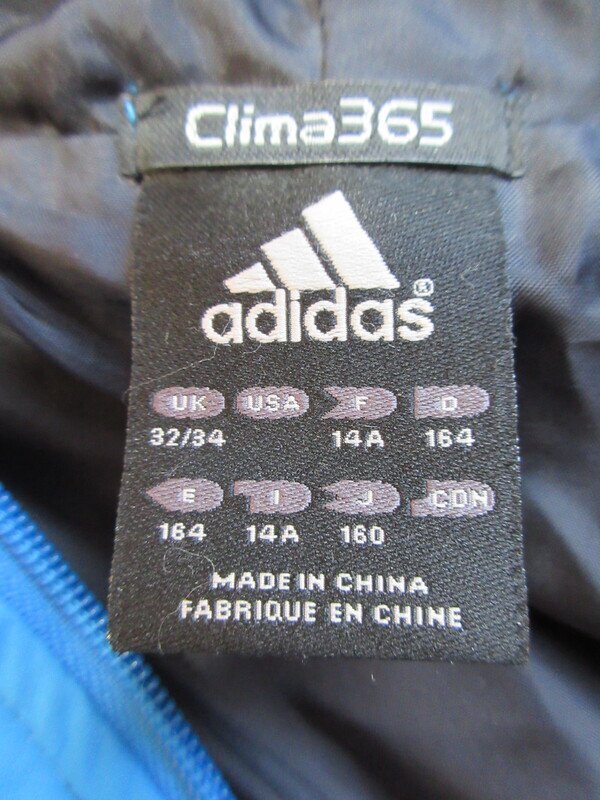 Clima365
adidas®
UK USA F D
32/34 14A 164
E I J CDN
164 14A 160
MADE IN CHINA
FABRIQUE EN CHINE